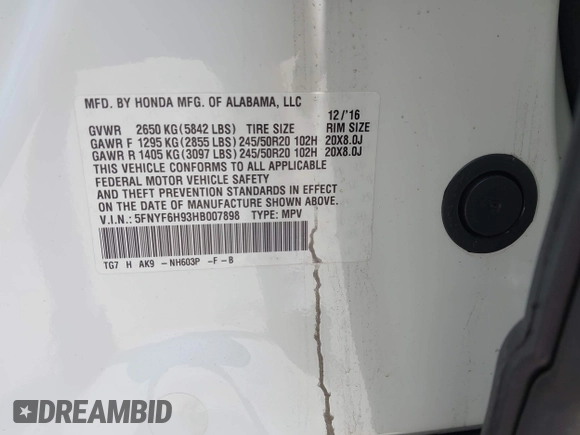 MFD. BY HONDA MFG. OF ALABAMA, LLC
12/'16
GVWR 2650 KG(5842 LBS) TIRE SIZE RIM SIZE
GAWR F 1295 KG(2855 LBS)245/50R20 102H 20X8.0J
GAWR R 1405 KG(3097 LBS)245/50R20 102H 20X8.0J
THIS VEHICLE CONFORMS TO ALL APPLICABLE
FEDERAL MOTOR VEHICLE SAFETY
AND THEFT PREVENTION STANDARDS IN EFFECT
ON THE DATE OF MANUFACTURE SHOWN ABOVE.
V.I.N.: 5FNYF6H93HB007898 TYPE: MPV
TG7 H AK9 -NH603P -F-B
DREAMBID